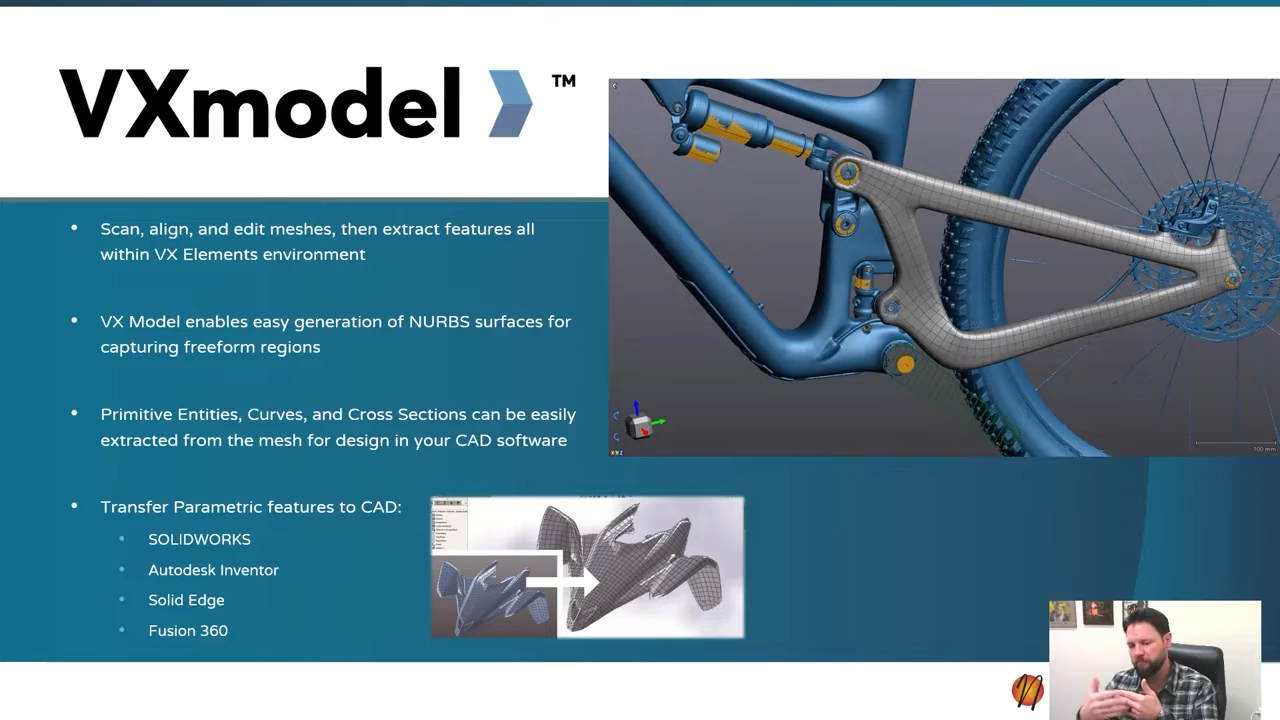 VXmodel ™
• Scan, align, and edit meshes, then extract features all
within VX Elements environment
• VX Model enables easy generation of NURBS surfaces for
capturing freeform regions
• Primitive Entities, Curves, and Cross Sections can be easily
extracted from the mesh for design in your CAD software
• Transfer Parametric features to CAD:
• SOLIDWORKS
• Autodesk Inventor
• Solid Edge
• Fusion 360
100 mm